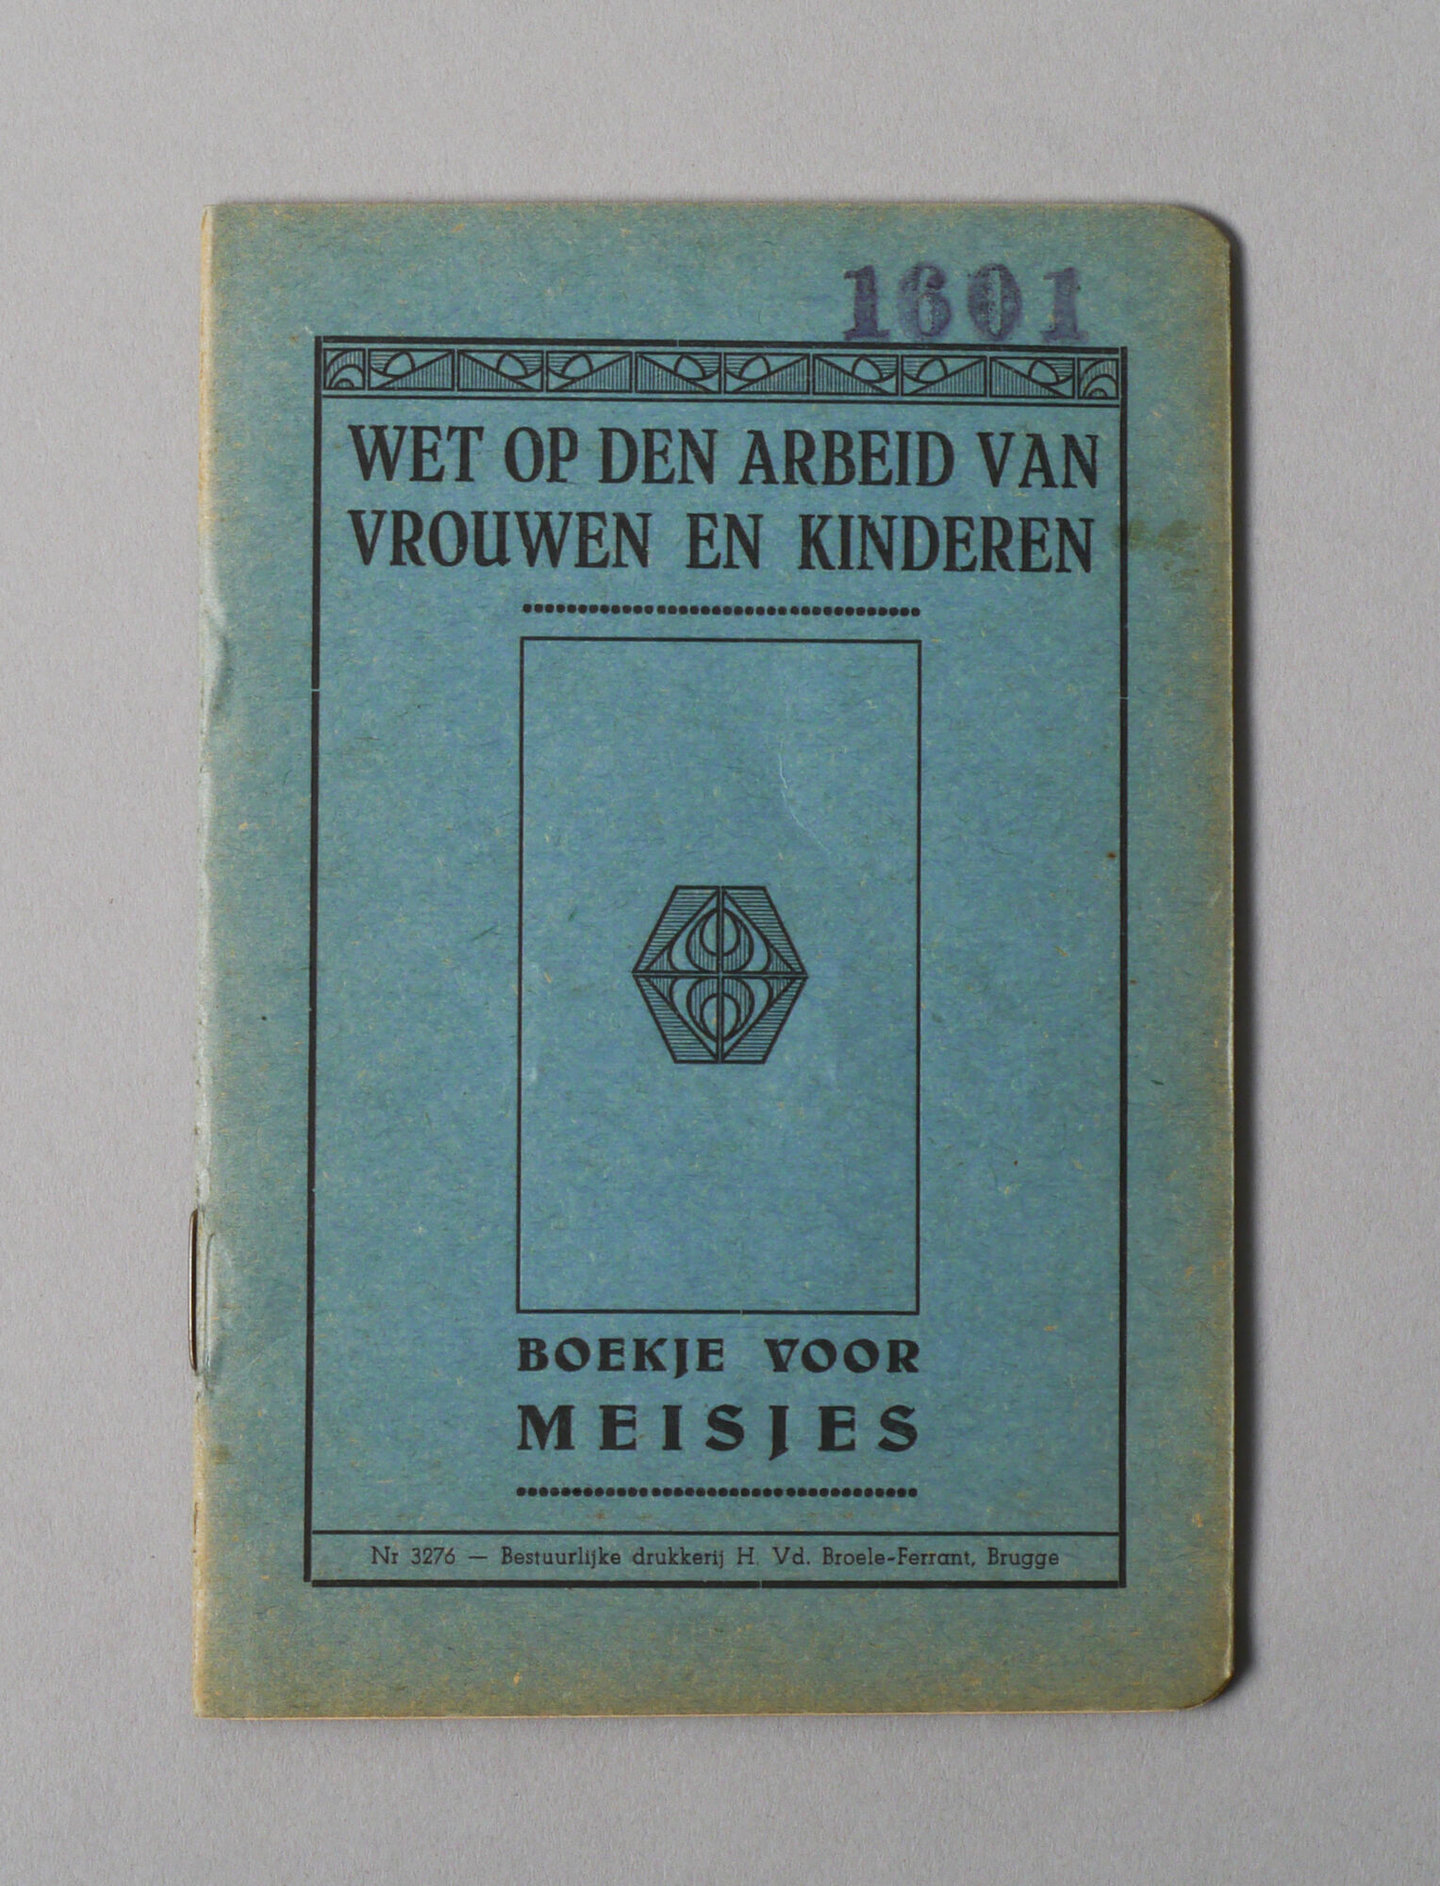 1601
WET OP DEN ARBEID VAN
VROUWEN EN KINDEREN
BOEKJE VOOR
MEISJES
Nr 3276 — Bestuurlijke drukkerij H. Vd. Broele-Ferrant, Brugge